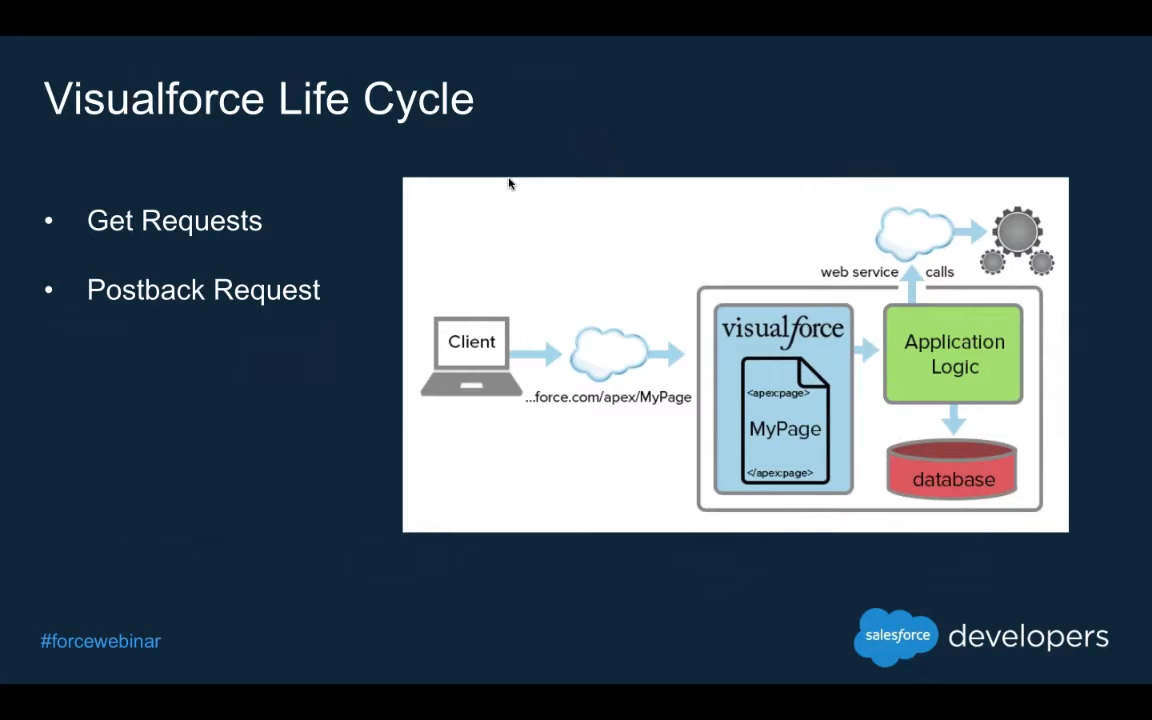 Visualforce Life Cycle
• Get Requests
• Postback Request
web service calls
Client
...force.com/apex/MyPage
visualforce
<apex:page>
MyPage
</apex:page>
Application
Logic
database
#forcewebinar
salesforce developers